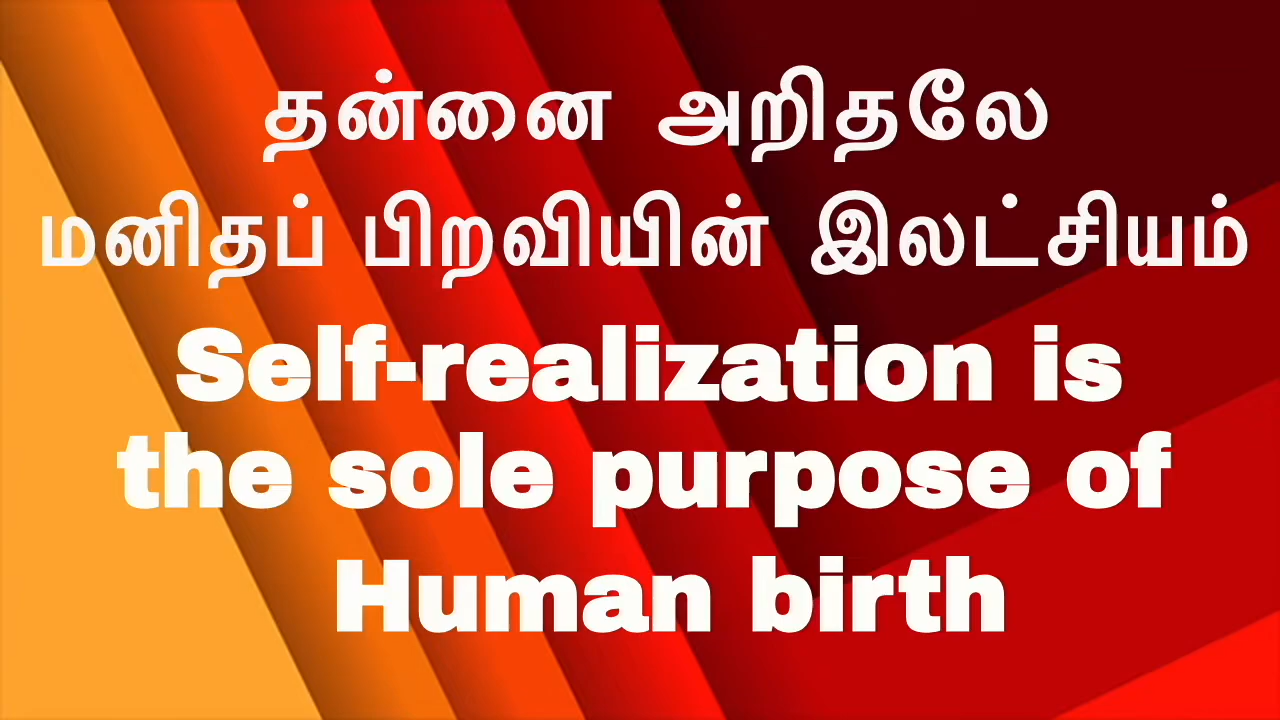 தன்னை அறிதலே
மனிதப் பிறவியின் இலட்சியம்
Self-realization is
the sole purpose of
Human birth